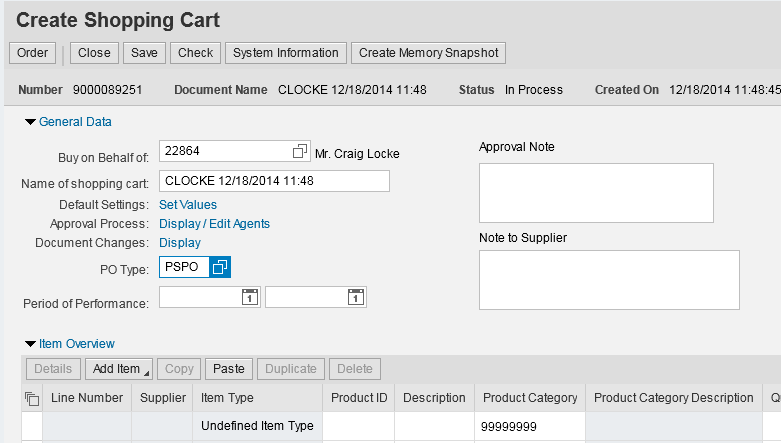 Create Shopping Cart
Order Close Save Check System Information Create Memory Snapshot
Number 9000089251 Document Name CLOCKE 12/18/2014 11:48 Status In Process Created On 12/18/2014 11:48:45
General Data
Buy on Behalf of: 22864 Mr. Craig Locke
Approval Note
Name of shopping cart: CLOCKE 12/18/2014 11:48
Default Settings: Set Values
Approval Process: Display / Edit Agents
Document Changes: Display
Note to Supplier
PO Type: PSPO
Period of Performance: 1 1
Item Overview
Details Add Item Copy Paste Duplicate Delete
Line Number Supplier Item Type Product ID Description Product Category Product Category Description
Undefined Item Type 99999999